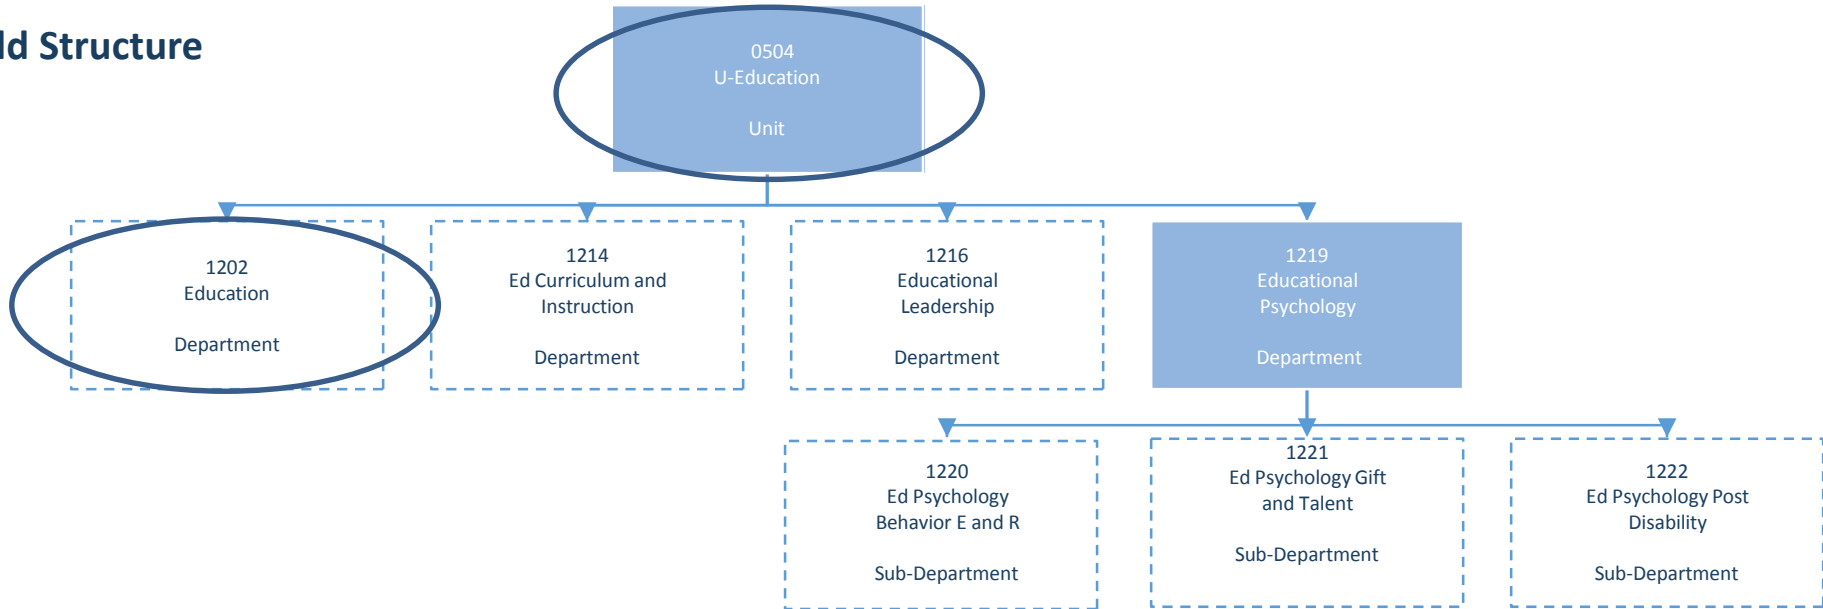 ld Structure
0504
U-Education
Unit
1202
Education
Department
1214
Ed Curriculum and
Instruction
Department
1216
Educational
Leadership
Department
1219
Educational
Psychology
Department
1220
Ed Psychology
Behavior E and R
Sub-Department
1221
Ed Psychology Gift
and Talent
Sub-Department
1222
Ed Psychology Post
Disability
Sub-Department